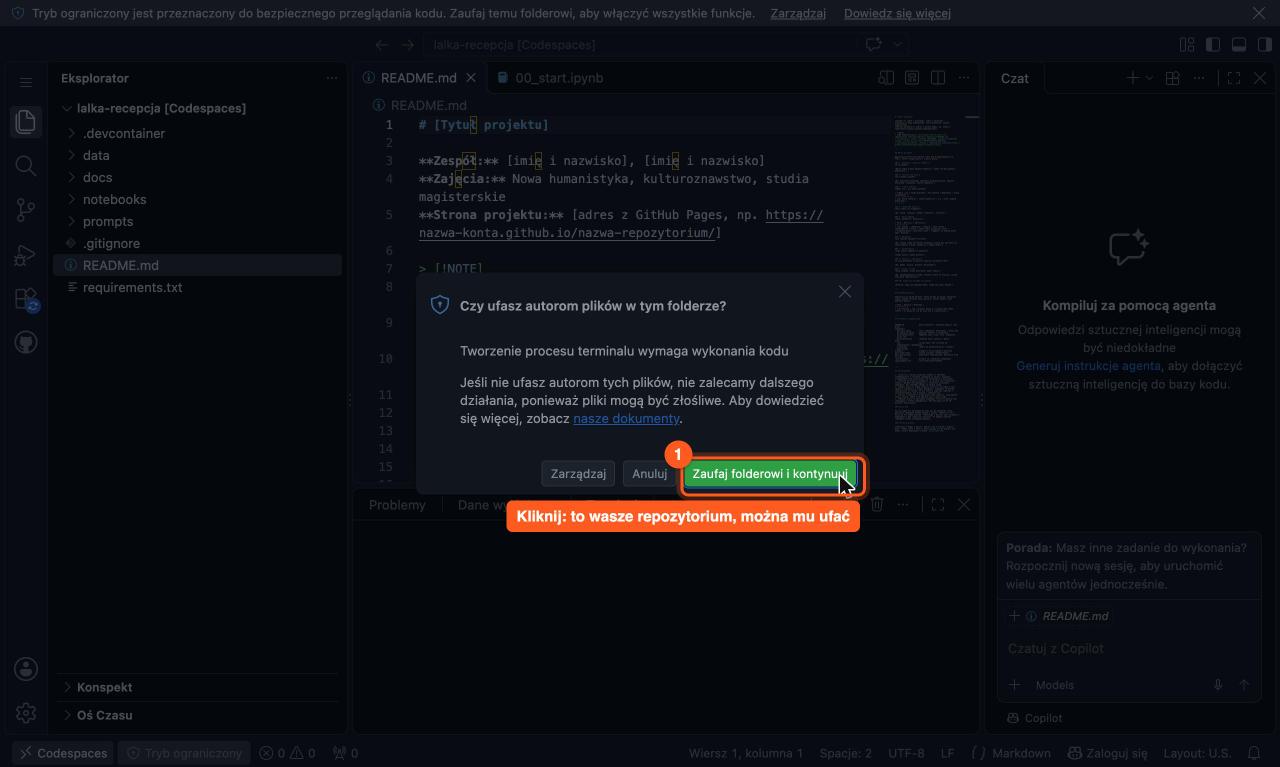 Tryb ograniczony jest przeznaczony do bezpiecznego przeglądania kodu. Zaufaj temu folderowi, aby włączyć wszystkie funkcje. Zarządzaj Dowiedz się więcej
lalka-recepcja [Codespaces]
Eksplorator
lalka-recepcja [Codespaces]
.devcontainer
data
docs
notebooks
prompts
.gitignore
README.md
requirements.txt
Konspekt
Oś Czasu
README.md
00_start.ipynb
README.md
1 # [Tytuł projektu]
2
3 **Zespół:** [imię i nazwisko], [imię i nazwisko]
4 **Zajęcia:** Nowa humanistyka, kulturoznawstwo, studia
magisterskie
5 **Strona projektu:** [adres z GitHub Pages, np. https://
nazwa-konta.github.io/nazwa-repozytorium/]
6
7 > [!NOTE]
8
9
10 s://
11
12
13
14
15
Czy ufasz autorom plików w tym folderze?
Tworzenie procesu terminalu wymaga wykonania kodu
Jeśli nie ufasz autorom tych plików, nie zalecamy dalszego
działania, ponieważ pliki mogą być złośliwe. Aby dowiedzieć
się więcej, zobacz nasze dokumenty.
1
Zarządzaj
Anuluj
Zaufaj folderowi i kontynuuj
Kliknij: to wasze repozytorium, można mu ufać
Problemy
Dane wy
Czat
Kompiluj za pomocą agenta
Odpowiedzi sztucznej inteligencji mogą
być niedokładne
Generuj instrukcje agenta, aby dołączyć
sztuczną inteligencję do bazy kodu.
Porada: Masz inne zadanie do wykonania?
Rozpocznij nową sesję, aby uruchomić
wielu agentów jednocześnie.
README.md
Czatuj z Copilot
Models
Copilot
Codespaces
Tryb ograniczony
0 0
0
Wiersz 1, kolumna 1
Spacje: 2
UTF-8
LF
Markdown
Zaloguj się
Layout: U.S.